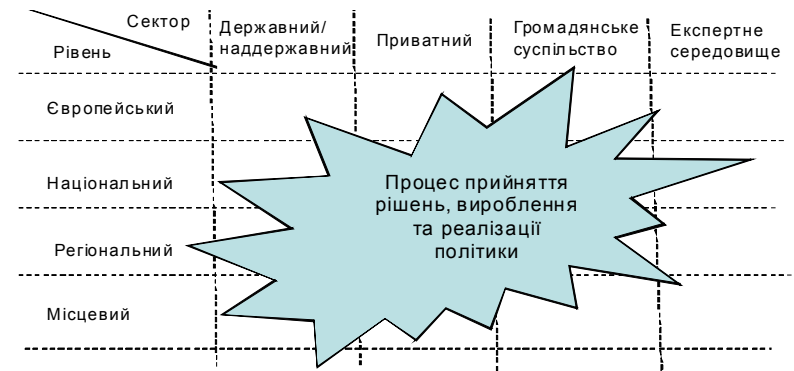 Сектор
Рівень
Державний/
наддержавний
Приватний
Громадянське
суспільство
Експертне
середовище
Європейський
Національний
Регіональний
Місцевий
Процес прийняття
рішень, вироблення
та реалізації
політики